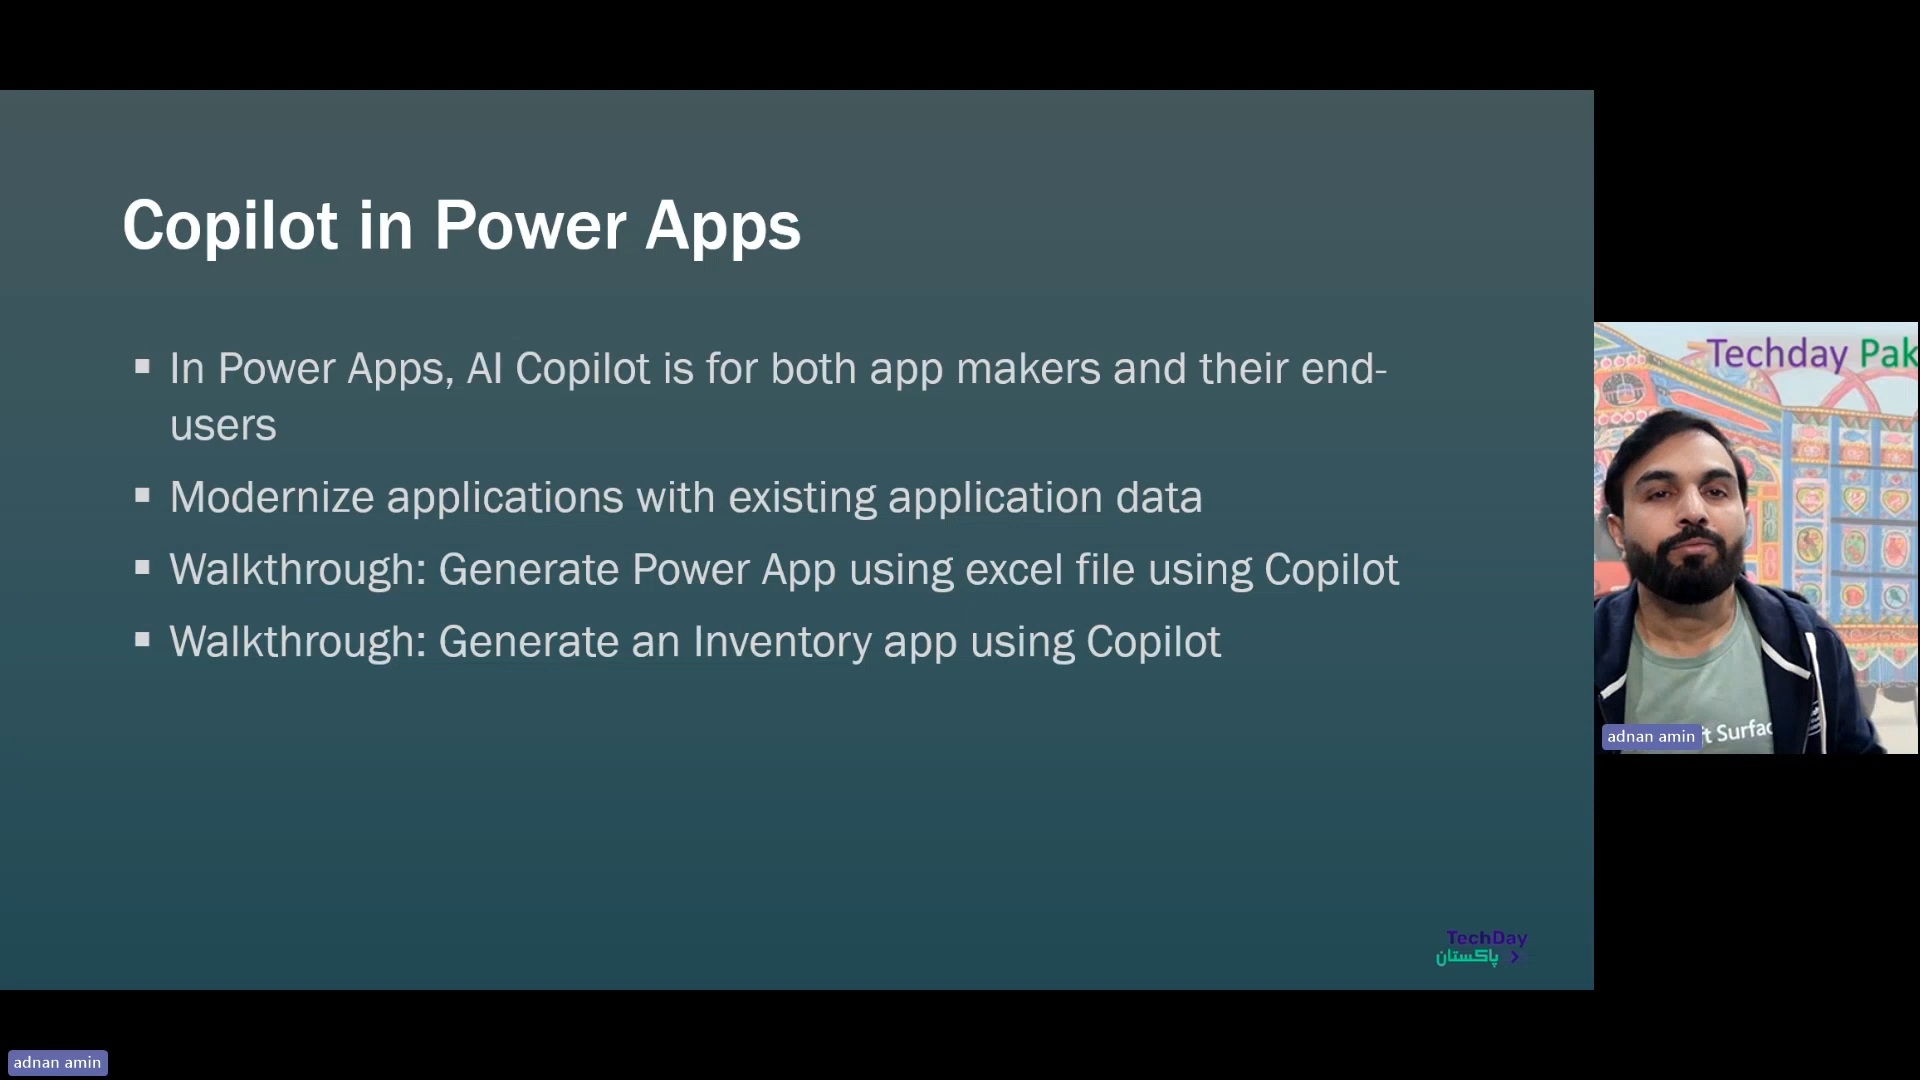 Copilot in Power Apps
In Power Apps, AI Copilot is for both app makers and their end-
users
Modernize applications with existing application data
Walkthrough: Generate Power App using excel file using Copilot
Walkthrough: Generate an Inventory app using Copilot
TechDay
پاکستان
Techday Pak
t Surfac
adnan amin
adnan amin